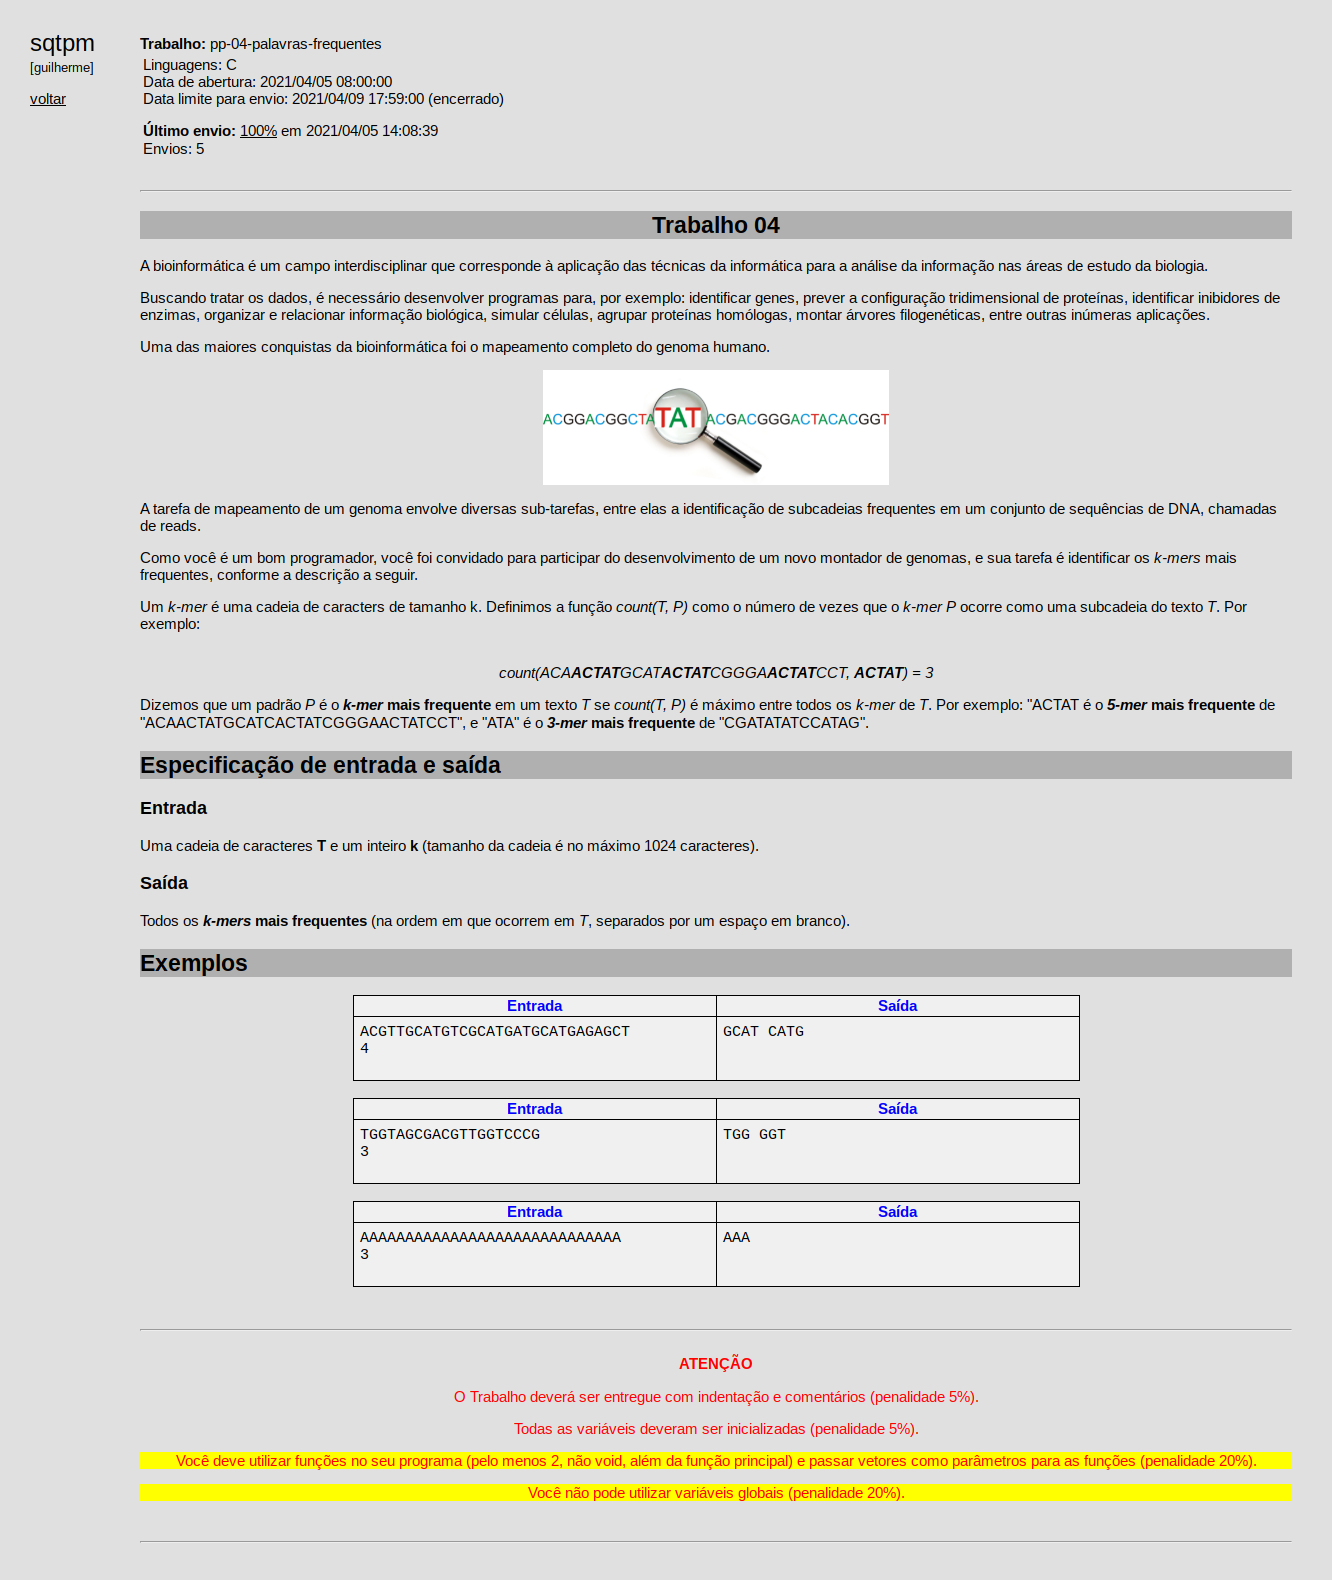 sqtpm
[guilherme]
voltar
Trabalho: pp-04-palavras-frequentes
Linguagens: C
Data de abertura: 2021/04/05 08:00:00
Data limite para envio: 2021/04/09 17:59:00 (encerrado)
Último envio: 100% em 2021/04/05 14:08:39
Envios: 5
Trabalho 04
A bioinformática é um campo interdisciplinar que corresponde à aplicação das técnicas da informática para a análise da informação nas áreas de estudo da biologia.
Buscando tratar os dados, é necessário desenvolver programas para, por exemplo: identificar genes, prever a configuração tridimensional de proteínas, identificar inibidores de
enzimas, organizar e relacionar informação biológica, simular células, agrupar proteínas homólogas, montar árvores filogenéticas, entre outras inúmeras aplicações.
Uma das maiores conquistas da bioinformática foi o mapeamento completo do genoma humano.
ACGGACGGCTATATACGACGGGACTACACGGT
A tarefa de mapeamento de um genoma envolve diversas sub-tarefas, entre elas a identificação de subcadeias frequentes em um conjunto de sequências de DNA, chamadas
de reads.
Como você é um bom programador, você foi convidado para participar do desenvolvimento de um novo montador de genomas, e sua tarefa é identificar os k-mers mais
frequentes, conforme a descrição a seguir.
Um k-mer é uma cadeia de caracters de tamanho k. Definimos a função count(T, P) como o número de vezes que o k-mer P ocorre como uma subcadeia do texto T. Por
exemplo:
count(ACAACTATGCATACTATCGGGAACTATCCT, ACTAT) = 3
Dizemos que um padrão P é o k-mer mais frequente em um texto T se count(T, P) é máximo entre todos os k-mer de T. Por exemplo: "ACTAT é o 5-mer mais frequente de
"ACAACTATGCATCACTATCGGGAACTATCCT", e "ATA" é o 3-mer mais frequente de "CGATATATCCATAG".
Especificação de entrada e saída
Entrada
Uma cadeia de caracteres T e um inteiro k (tamanho da cadeia é no máximo 1024 caracteres).
Saída
Todos os k-mers mais frequentes (na ordem em que ocorrem em T, separados por um espaço em branco).
Exemplos
Entrada Saída
ACGTTGCATGTCGCATGATGCATGAGAGCT GCAT CATG
4
Entrada Saída
TGGTAGCGACGTTGGTCCCG TGG GGT
3
Entrada Saída
AAAAAAAAAAAAAAAAAAAAAAAAAAAAA AAA
3
ATENÇÃO
O Trabalho deverá ser entregue com indentação e comentários (penalidade 5%).
Todas as variáveis deveram ser inicializadas (penalidade 5%).
Você deve utilizar funções no seu programa (pelo menos 2, não void, além da função principal) e passar vetores como parâmetros para as funções (penalidade 20%).
Você não pode utilizar variáveis globais (penalidade 20%).